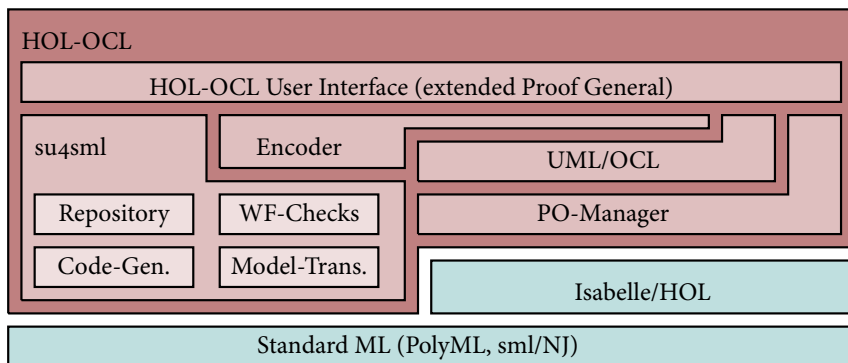 HOL-OCL
HOL-OCL User Interface (extended Proof General)
su4sml
Encoder
UML/OCL
Repository
WF-Checks
PO-Manager
Code-Gen.
Model-Trans.
Isabelle/HOL
Standard ML (PolyML, sml/NJ)